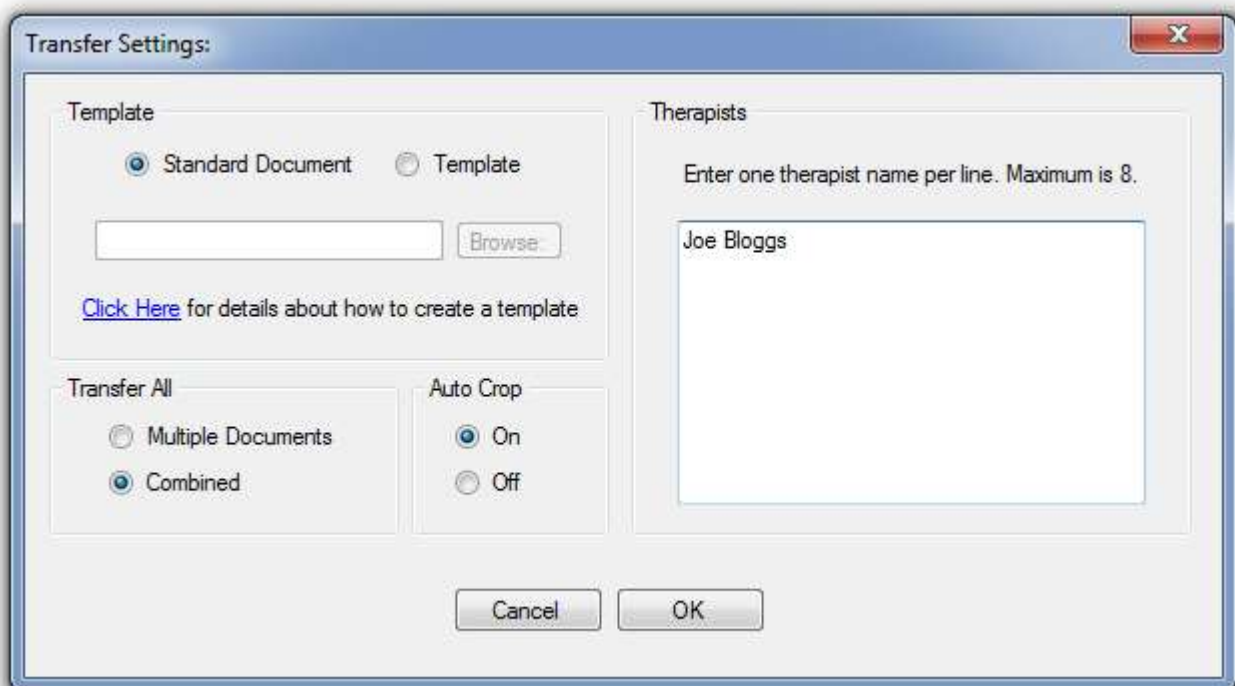 Transfer Settings:
Template
Standard Document Template
Browse:
Click Here for details about how to create a template
Transfer All
Multiple Documents
Combined
Auto Crop
On
Off
Therapists
Enter one therapist name per line. Maximum is 8.
Joe Bloggs
Cancel OK